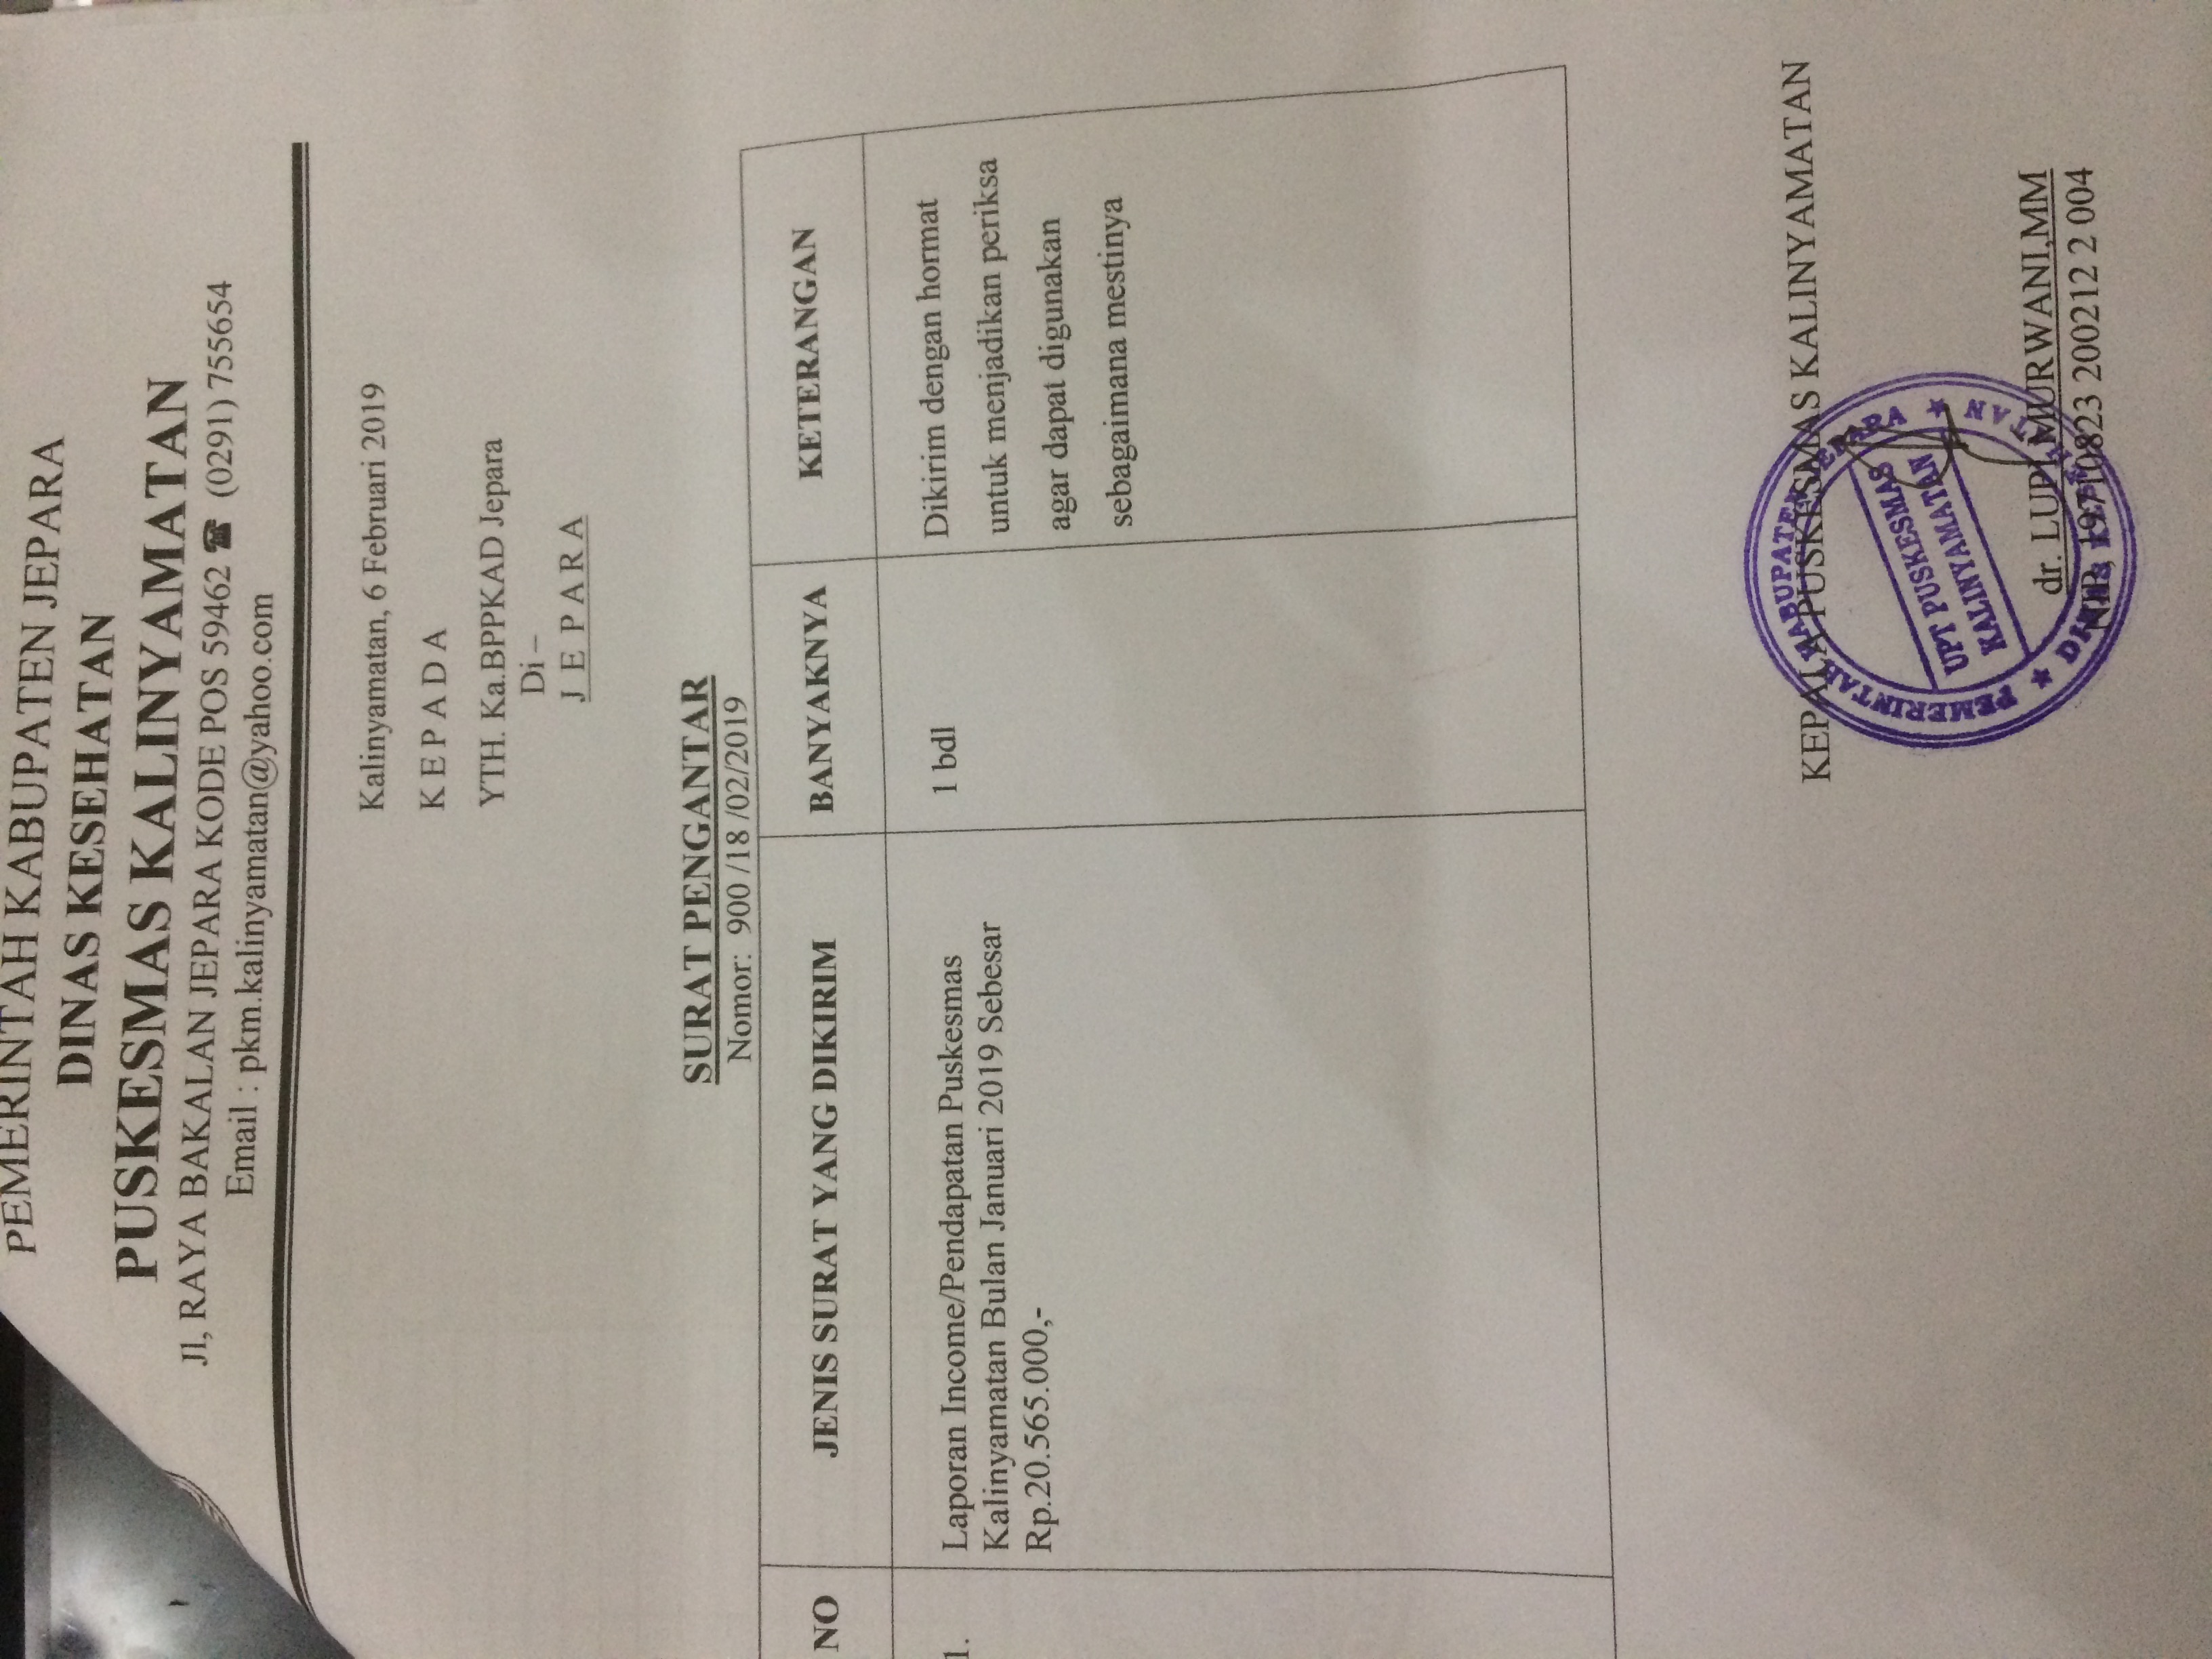 PEMERINTAH KABUPATEN JEPARA
DINAS KESEHATAN
PUSKESMAS KALINYAMATAN
Jl, RAYA BAKALAN JEPARA KODE POS 59462 ☎ (0291) 755654
Email : pkm.kalinyamatan@yahoo.com
Kalinyamatan, 6 Februari 2019
K E P A D A
YTH. Ka.BPPKAD Jepara
Di –
J E P A R A
SURAT PENGANTAR
Nomor: 900 /18 /02/2019
NO JENIS SURAT YANG DIKIRIM BANYAKNYA KETERANGAN
1. Laporan Income/Pendapatan Puskesmas
Kalinyamatan Bulan Januari 2019 Sebesar
Rp.20.565.000,-
1 bdl
Dikirim dengan hormat
untuk menjadikan periksa
agar dapat digunakan
sebagaimana mestinya
KEPALA PUSKESMAS KALINYAMATAN
PEMERINTAH KABUPATEN JEPARA
UPT PUSKESMAS
KALINYAMATAN
★ DINAS KESEHATAN ★
dr. LUPI MURWANI,MM
NIP, 19710823 200212 2 004